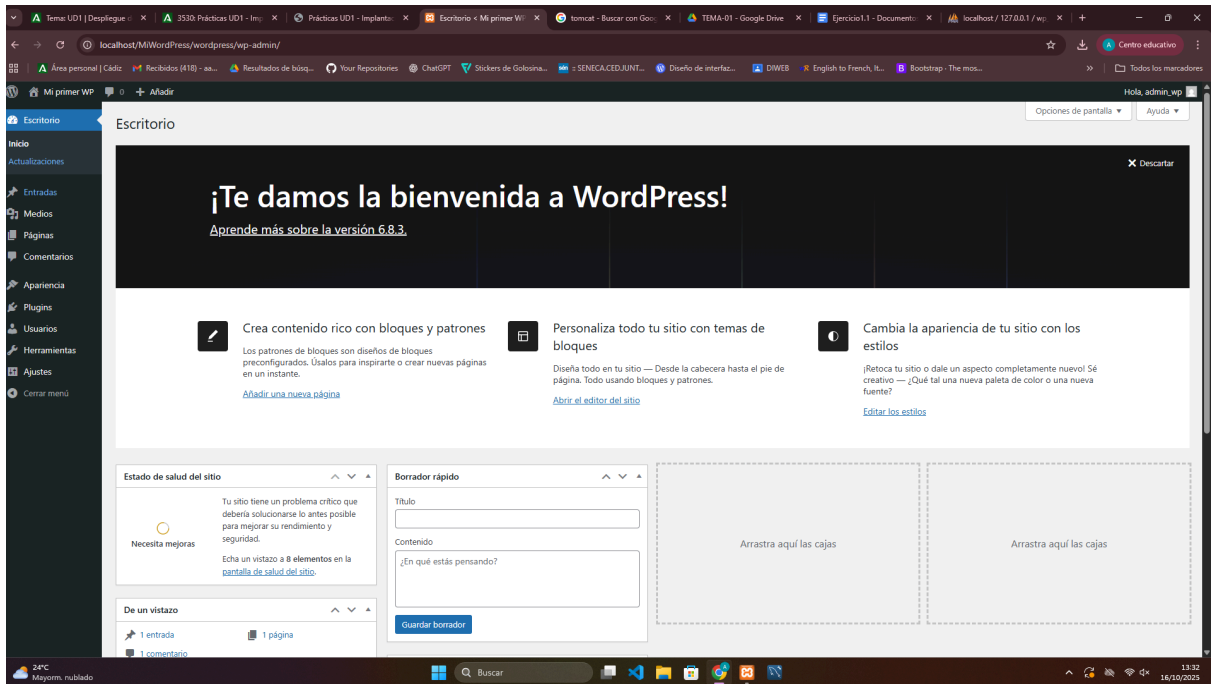 Tema: UD1 | Despliegue d
3530: Prácticas UD1 - Imp
Prácticas UD1 - Implantac
Escritorio < Mi primer WP
tomcat - Buscar con Goo
TEMA-01 - Google Drive
Ejercicio1.1 - Documento
localhost / 127.0.0.1 / wp_
localhost/MiWordPress/wordpress/wp-admin/
Centro educativo
Área personal | Cádiz
Recibidos (418) - aa...
Resultados de búsq...
Your Repositories
ChatGPT
Stickers de Golosina...
:: SENECA.CED.JUNT...
Diseño de interfaz...
DIWEB
English to French, It...
Bootstrap · The mos...
»
Todos los marcadores
Mi primer WP
0
Añadir
Hola, admin_wp
Escritorio
Inicio
Actualizaciones
Entradas
Medios
Páginas
Comentarios
Apariencia
Plugins
Usuarios
Herramientas
Ajustes
Cerrar menú
Escritorio
Opciones de pantalla
Ayuda
Descartar
¡Te damos la bienvenida a WordPress!
Aprende más sobre la versión 6.8.3.
Crea contenido rico con bloques y patrones
Los patrones de bloques son diseños de bloques
preconfigurados. Úsalos para inspirarte o crear nuevas páginas
en un instante.
Añadir una nueva página
Personaliza todo tu sitio con temas de
bloques
Diseña todo en tu sitio — Desde la cabecera hasta el pie de
página. Todo usando bloques y patrones.
Abrir el editor del sitio
Cambia la apariencia de tu sitio con los
estilos
¡Retoca tu sitio o dale un aspecto completamente nuevo! Sé
creativo — ¿Qué tal una nueva paleta de color o una nueva
fuente?
Editar los estilos
Estado de salud del sitio
Necesita mejoras
Tu sitio tiene un problema crítico que
debería solucionarse lo antes posible
para mejorar su rendimiento y
seguridad.
Echa un vistazo a 8 elementos en la
pantalla de salud del sitio.
De un vistazo
1 entrada
1 página
1 comentario
Borrador rápido
Título
Contenido
¿En qué estás pensando?
Guardar borrador
Arrastra aquí las cajas
Arrastra aquí las cajas
24°C
Mayorm. nublado
Buscar
13:32
16/10/2025